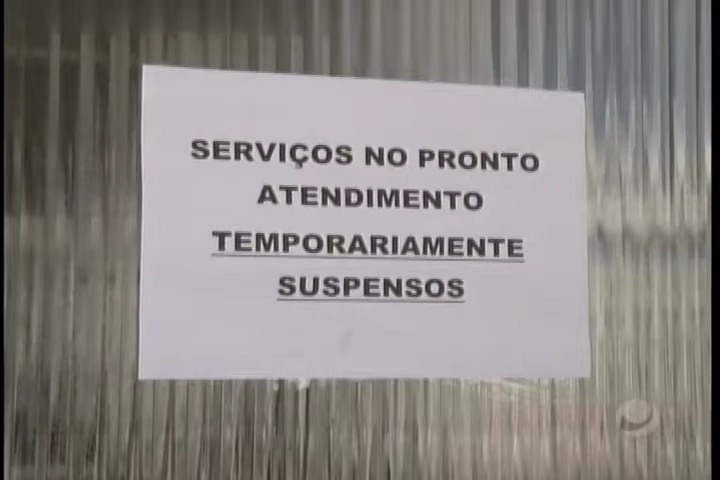 SERVIÇOS NO PRONTO
ATENDIMENTO
TEMPORARIAMENTE
SUSPENSOS